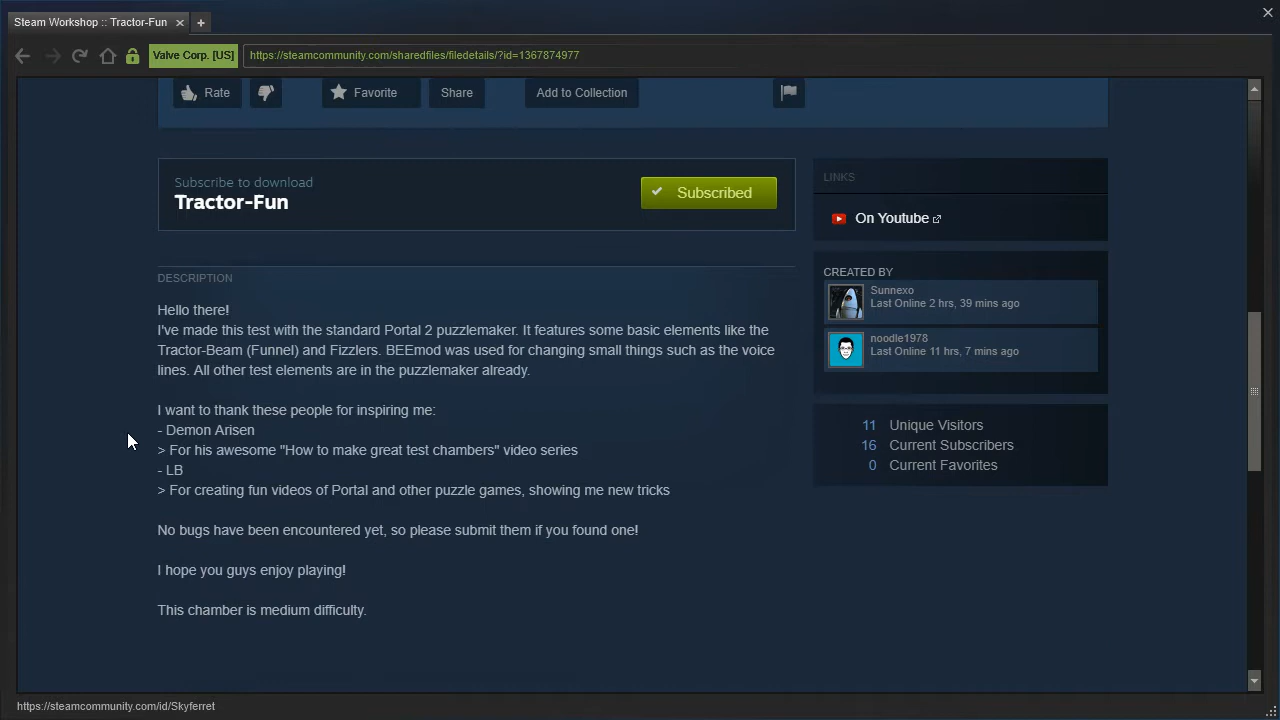 Steam Workshop :: Tractor-Fun
Valve Corp. [US]
https://steamcommunity.com/sharedfiles/filedetails/?id=1367874977
Rate
Favorite
Share
Add to Collection
Subscribe to download
Tractor-Fun
Subscribed
LINKS
On Youtube
DESCRIPTION
Hello there!
I've made this test with the standard Portal 2 puzzlemaker. It features some basic elements like the
Tractor-Beam (Funnel) and Fizzlers. BEEmod was used for changing small things such as the voice
lines. All other test elements are in the puzzlemaker already.
I want to thank these people for inspiring me:
- Demon Arisen
> For his awesome "How to make great test chambers" video series
- LB
> For creating fun videos of Portal and other puzzle games, showing me new tricks
No bugs have been encountered yet, so please submit them if you found one!
I hope you guys enjoy playing!
This chamber is medium difficulty.
CREATED BY
Sunnexo
Last Online 2 hrs, 39 mins ago
noodle1978
Last Online 11 hrs, 7 mins ago
11 Unique Visitors
16 Current Subscribers
0 Current Favorites
https://steamcommunity.com/id/Skyferret